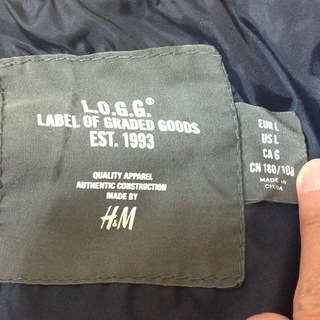 L.O.G.G.®
LABEL OF GRADED GOODS
EST. 1993
QUALITY APPAREL
AUTHENTIC CONSTRUCTION
MADE BY
H&M
EUR L
US L
CA G
CN 180/108
MADE IN
CHINA